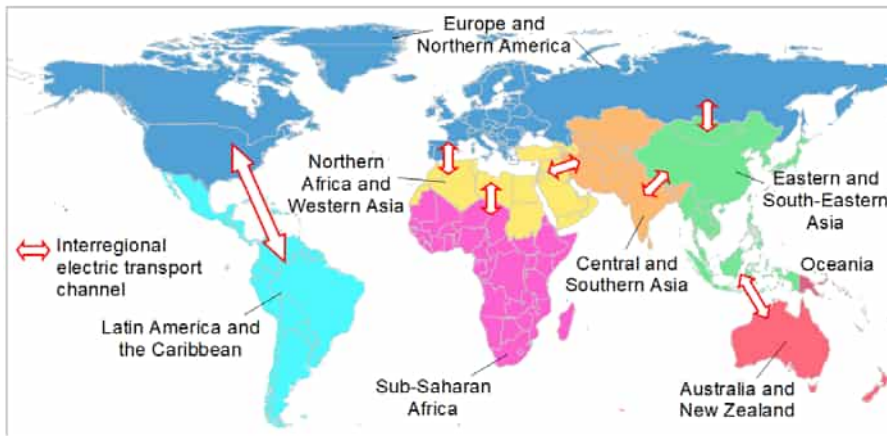 Europe and
Northern America
Northern
Africa and
Western Asia
Eastern and
South-Eastern
Asia
Interregional
electric transport
channel
Central and
Southern Asia
Oceania
Latin America and
the Caribbean
Sub-Saharan
Africa
Australia and
New Zealand